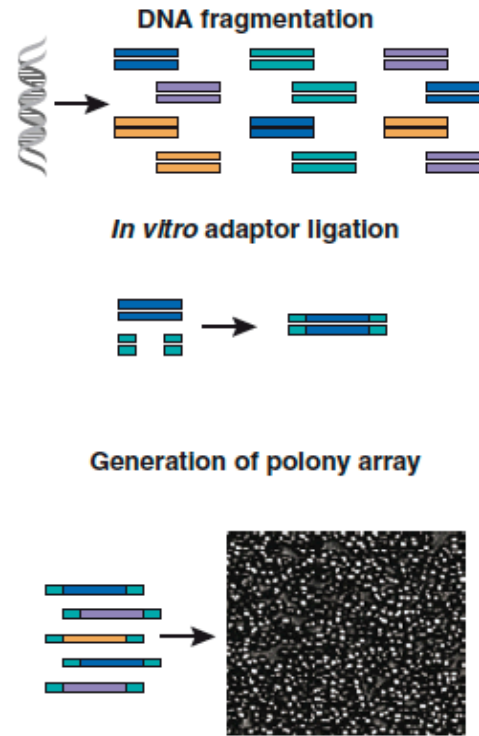 DNA fragmentation
In vitro adaptor ligation
Generation of polony array